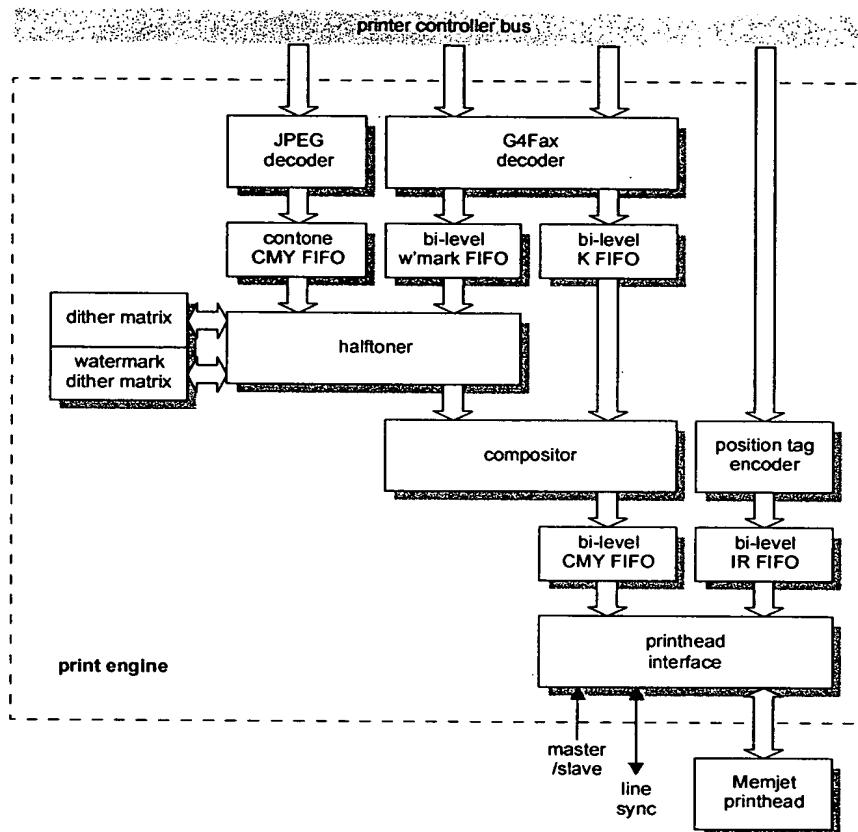 printer controller bus
JPEG
decoder
G4Fax
decoder
contone
CMY FIFO
bi-level
w'mark FIFO
bi-level
K FIFO
dither matrix
watermark
dither matrix
halftoner
compositor
position tag
encoder
bi-level
CMY FIFO
bi-level
IR FIFO
printhead
interface
print engine
master
/slave
line
sync
Memjet
printhead